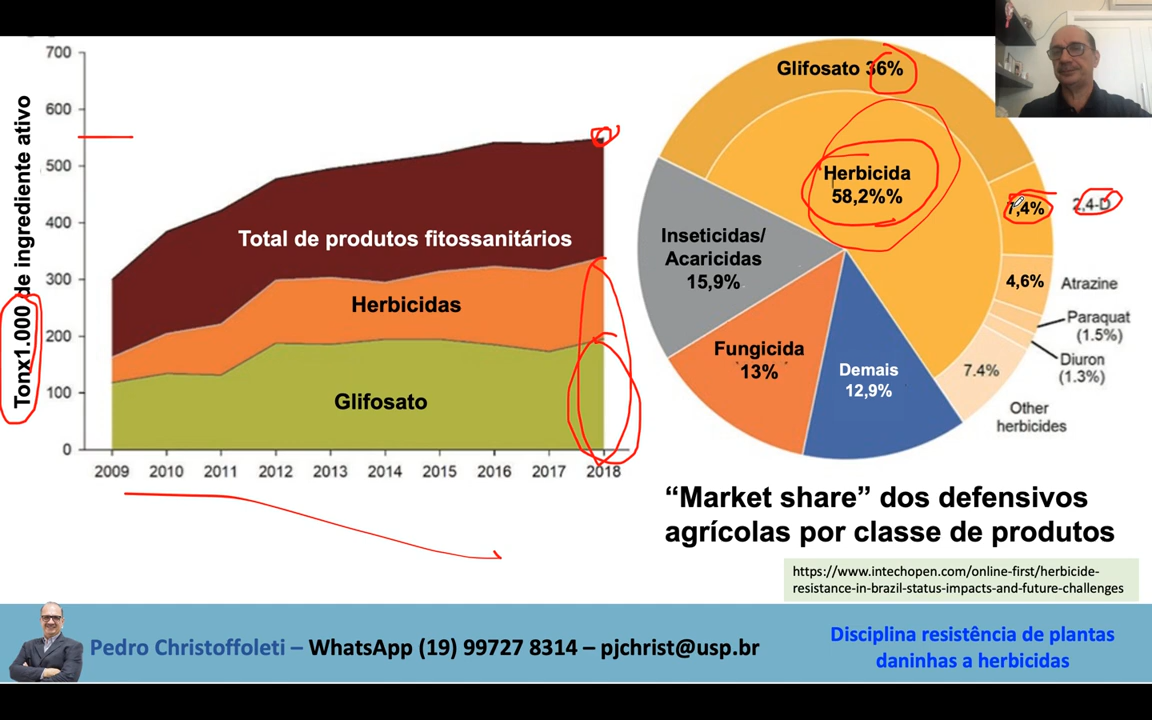 700
600
500
400
300
200
100
0
Tonx1.000 de ingrediente ativo
Total de produtos fitossanitários
Herbicidas
Glifosato
2009 2010 2011 2012 2013 2014 2015 2016 2017 2018
Glifosato 36%
Herbicida
58,2%%
7,4%
2,4-D
4,6%
Atrazine
Paraquat
(1.5%)
Diuron
(1.3%)
7.4%
Other
herbicides
Inseticidas/
Acaricidas
15,9%
Fungicida
13%
Demais
12,9%
“Market share” dos defensivos
agrícolas por classe de produtos
https://www.intechopen.com/online-first/herbicide-
resistance-in-brazil-status-impacts-and-future-challenges
Pedro Christoffoleti – WhatsApp (19) 99727 8314 – pjchrist@usp.br
Disciplina resistência de plantas
daninhas a herbicidas